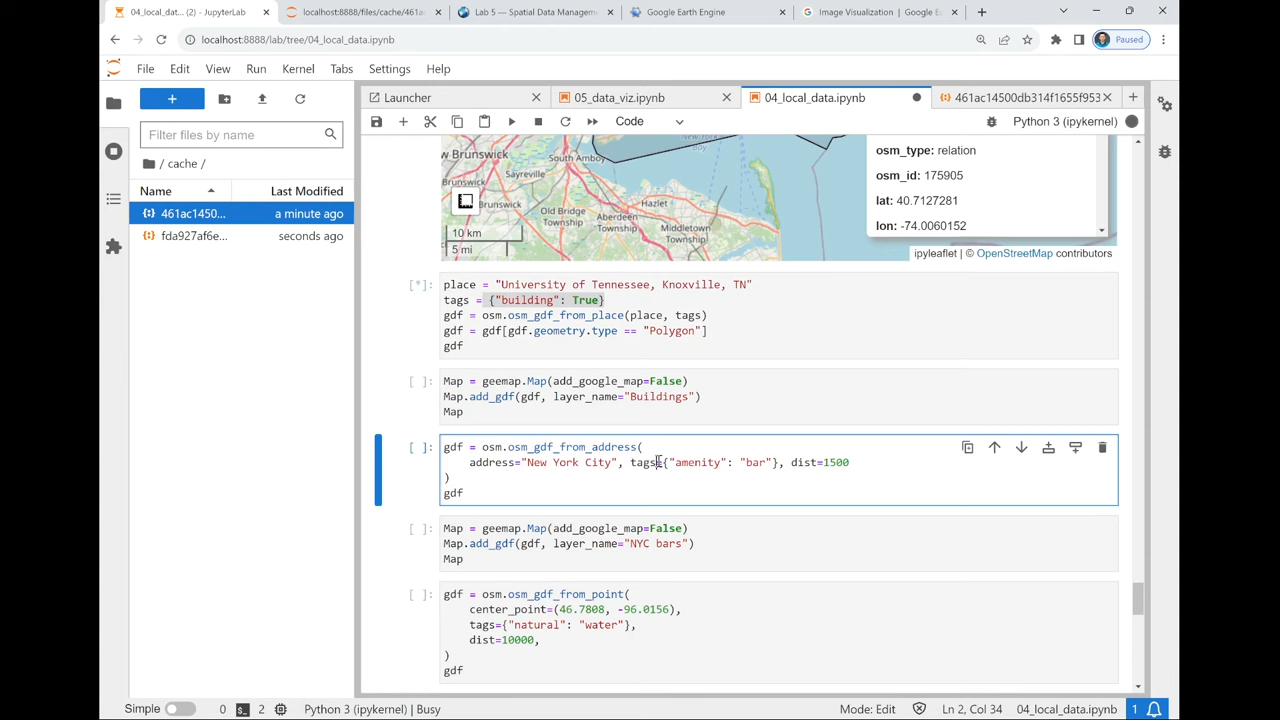 04_local_dat... (2) - JupyterLab
localhost:8888/files/cache/461ac
Lab 5 — Spatial Data Managem
Google Earth Engine
Image Visualization | Google E
localhost:8888/lab/tree/04_local_data.ipynb
Paused
File Edit View Run Kernel Tabs Settings Help
Launcher
05_data_viz.ipynb
04_local_data.ipynb
461ac14500db314f1655f953
Code
Python 3 (ipykernel)
Filter files by name
/ cache /
Name
Last Modified
461ac1450...
a minute ago
fda927af6e...
seconds ago
w Brunswick
Brunswick
South Amboy
Sayreville
Old Bridge
Township
Hazlet
Aberdeen
Township
Middletown
Township
New York
Bay
10 km
5 mi
osm_type: relation
osm_id: 175905
lat: 40.7127281
lon: -74.0060152
ipyleaflet | © OpenStreetMap contributors
[*]:
place = "University of Tennessee, Knoxville, TN"
tags = {"building": True}
gdf = osm.osm_gdf_from_place(place, tags)
gdf = gdf[gdf.geometry.type == "Polygon"]
gdf
[ ]:
Map = geemap.Map(add_google_map=False)
Map.add_gdf(gdf, layer_name="Buildings")
Map
[ ]:
gdf = osm.osm_gdf_from_address(
address="New York City", tags={"amenity": "bar"}, dist=1500
)
gdf
[ ]:
Map = geemap.Map(add_google_map=False)
Map.add_gdf(gdf, layer_name="NYC bars")
Map
[ ]:
gdf = osm.osm_gdf_from_point(
center_point=(46.7808, -96.0156),
tags={"natural": "water"},
dist=10000,
)
gdf
Simple
0
2
Python 3 (ipykernel) | Busy
Mode: Edit
Ln 2, Col 34
04_local_data.ipynb
1